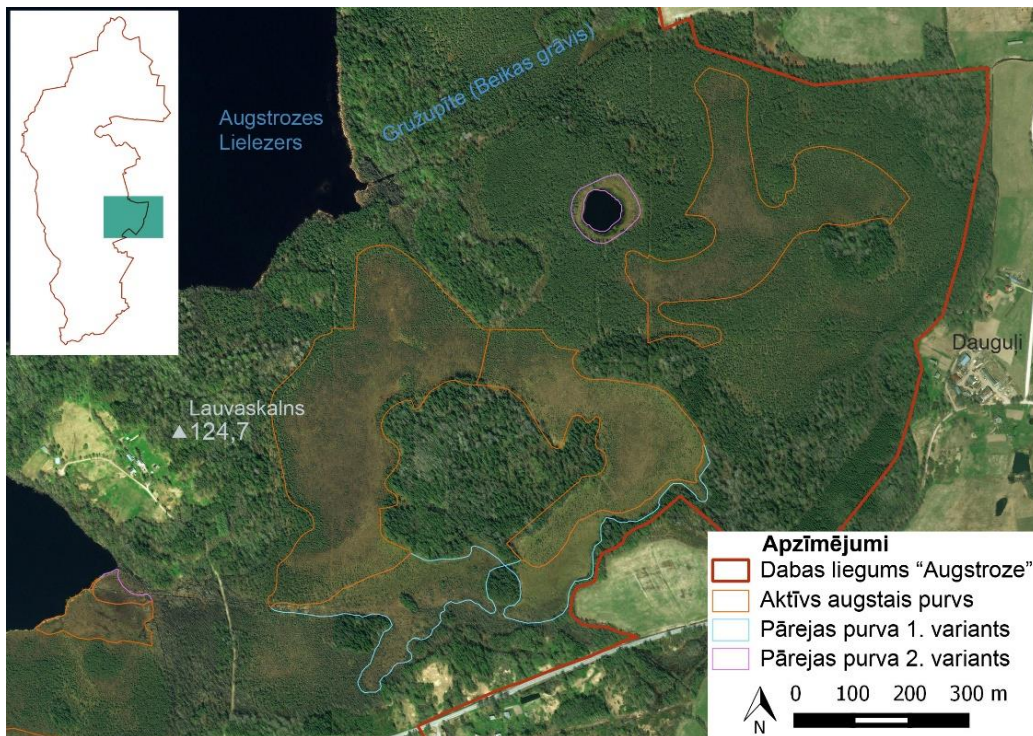 Augstrozes
Lielezers
Gružupīte (Beikas grāvis)
Lauvaskalns
124,7
Dauguļi
Apzīmējumi
Dabas liegums “Augstroze”
Aktīvs augstais purvs
Pārejas purva 1. variants
Pārejas purva 2. variants
N
0 100 200 300 m